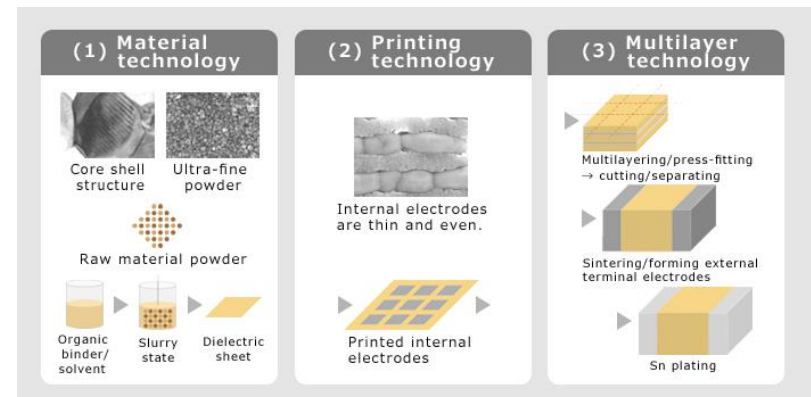 (1) Material
technology
Core shell
structure
Ultra-fine
powder
Raw material powder
Organic
binder/
solvent
Slurry
state
Dielectric
sheet
(2) Printing
technology
Internal electrodes
are thin and even.
Printed internal
electrodes
(3) Multilayer
technology
Multilayering/press-fitting
→ cutting/separating
Sintering/forming external
terminal electrodes
Sn plating